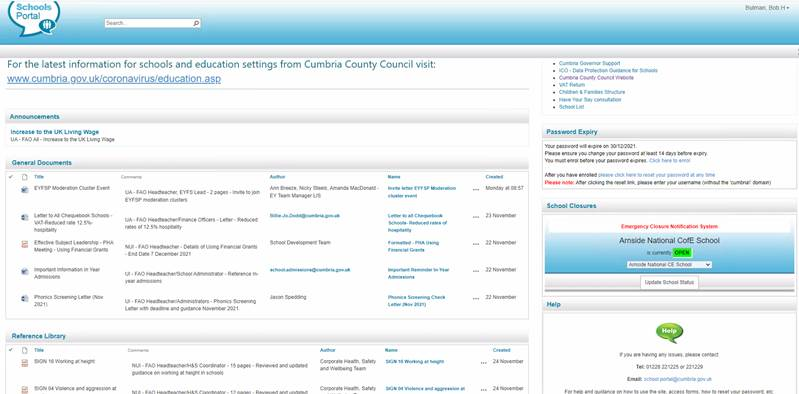 Schools
Portal
Search...
Bulman, Bob H
For the latest information for schools and education settings from Cumbria County Council visit:
www.cumbria.gov.uk/coronavirus/education.asp
Announcements
Increase to the UK Living Wage
UA - FAO All - Increase to the UK Living Wage
General Documents
Title Comments Author Name Created
EYFSP Moderation Cluster Event UA - FAO Headteacher, EYFS Lead - 2 pages - Invite to join EYFSP moderation clusters Ann Breeze, Nicky Steels, Amanda MacDonald - EY Team Manager L/S Invite letter EYFSP Moderation cluster event ... Monday at 08:57
Letter to All Chequebook Schools - VAT-Reduced rate 12.5%- hospitality UA - FAO Headteacher/Finance Officers - Letter - Reduced rates of 12.5% hospitality Billie.Jo.Dodd@cumbria.gov.uk Letter to all Chequebook Schools- Reduced rates of hospitality ... 23 November
Effective Subject Leadership - PHA Meeting - Using Financial Grants NUI - FAO Headteacher - Details of Using Financial Grants - End Date 7 December 2021 School Development Team Formatted - PHA Using Financial Grants ... 22 November
Important Information In Year Admissions UI - FAO Headteacher/School Administrator - Reference In-year admissions school.admissions@cumbria.gov.uk Important Reminder In-Year Admissions ... 22 November
Phonics Screening Letter (Nov 2021) UI - FAO Headteacher/Administrators - Phonics Screening Letter with deadline and guidance November 2021. Jason Spedding Phonics Screening Check Letter (Nov 2021) ... 22 November
Reference Library
Title Comments Author Name Created
SIGN 16 Working at height NUI - FAO Headteacher/H&S Coordinator - 15 pages - Reviewed and updated guidance on working at height in schools Corporate Health, Safety and Wellbeing Team SIGN 16 Working at height ... 24 November
SIGN 04 Violence and aggression at NUI - FAO Headteacher/H&S Coordinator - 12 pages - Reviewed and updated Corporate Health, Safety SIGN 04 Violence and aggression at ... 24 November
Cumbria Governor Support
ICO - Data Protection Guidance for Schools
Cumbria County Council Website
VAT Return
Children & Families Structure
Have Your Say consultation
School List
Password Expiry
Your password will expire on 30/12/2021.
Please ensure you change your password at least 14 days before expiry.
You must enrol before your password expires. Click here to enrol
After you have enrolled please click here to reset your password at any time
Please note: After clicking the reset link, please enter your username (without the 'cumbria\' domain)
School Closures
Emergency Closure Notification System
Arnside National CofE School
is currently OPEN
Arnside National CE School
Update School Status
Help
Help
If you are having any issues, please contact:
Tel: 01228 221225 or 221229
Email: school.portal@cumbria.gov.uk
For help and guidance on how to use the site, access forms, how to reset your password, etc